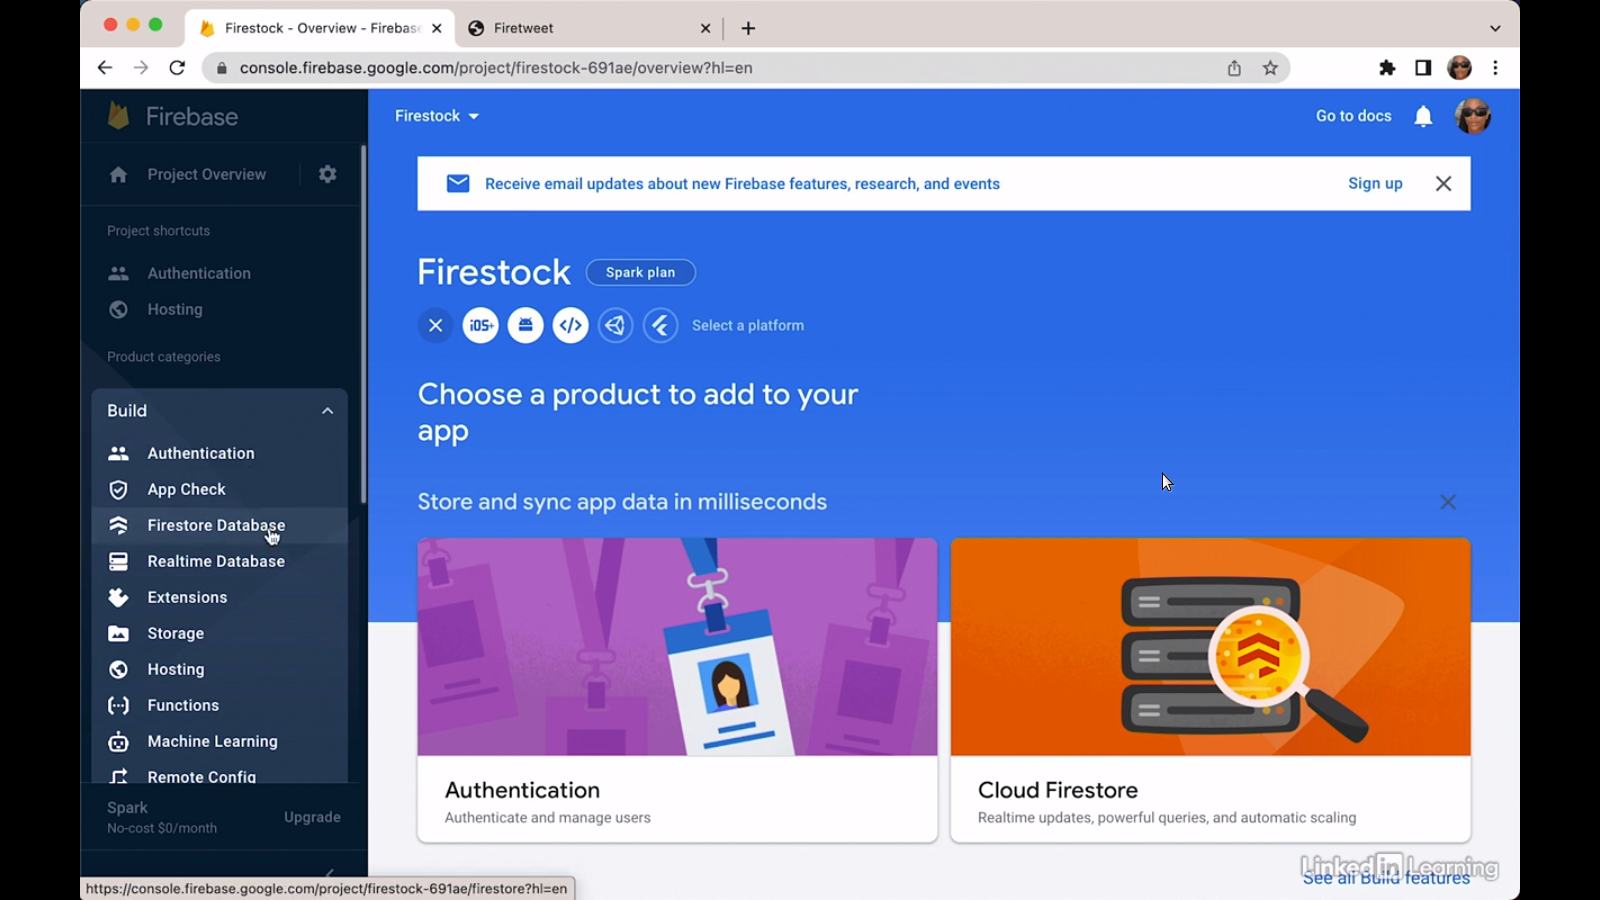 Firestock - Overview - Firebase
Firetweet
console.firebase.google.com/project/firestock-691ae/overview?hl=en
Firebase
Firestock
Go to docs
Project Overview
Receive email updates about new Firebase features, research, and events
Sign up
Project shortcuts
Authentication
Hosting
Product categories
Firestock
Spark plan
iOS+
Select a platform
Choose a product to add to your
app
Build
Authentication
App Check
Firestore Database
Realtime Database
Extensions
Storage
Hosting
Functions
Machine Learning
Remote Config
Store and sync app data in milliseconds
Authentication
Authenticate and manage users
Cloud Firestore
Realtime updates, powerful queries, and automatic scaling
Spark
No-cost $0/month
Upgrade
See all Build features
LinkedIn Learning
https://console.firebase.google.com/project/firestock-691ae/firestore?hl=en